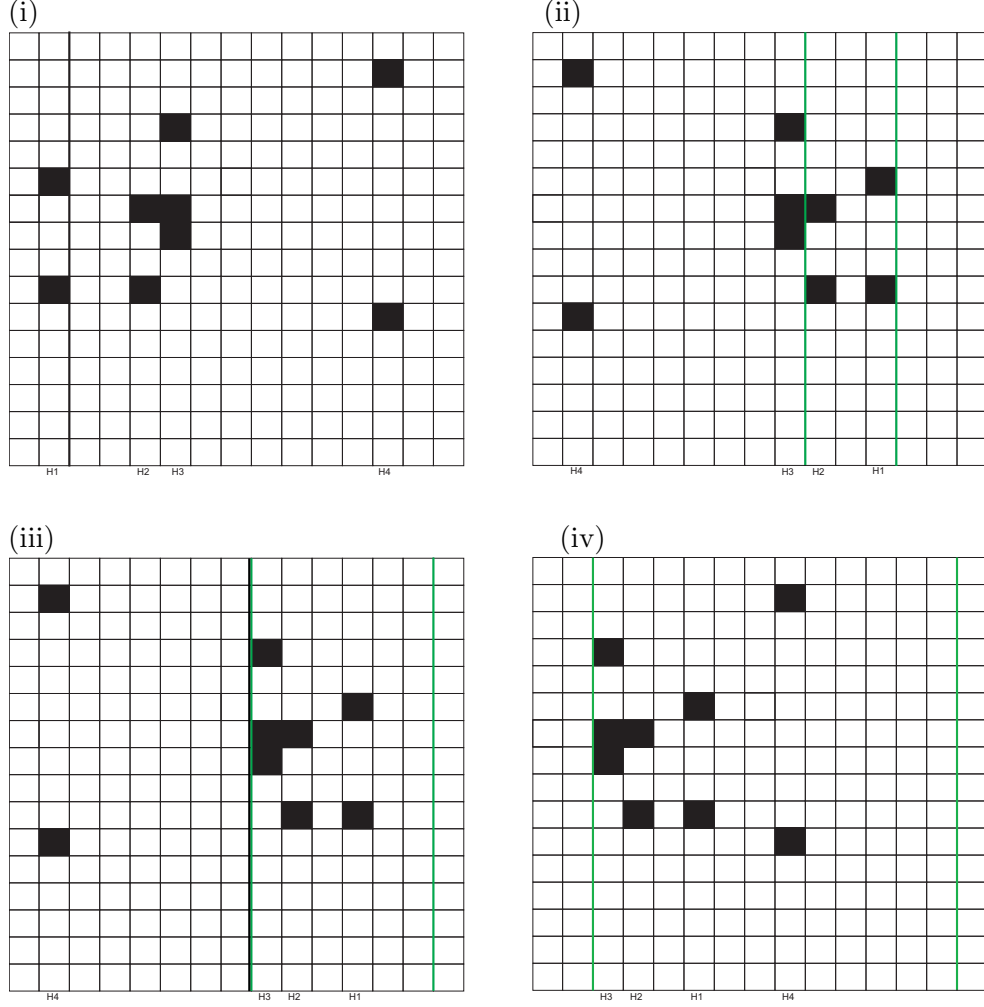 (i) (ii)
H1 H2 H3 H4 H4 H3 H2 H1
(iii) (iv)
H4 H3 H2 H1 H3 H2 H1 H4